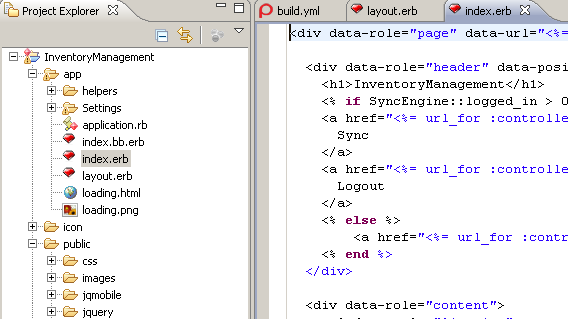 Project Explorer
InventoryManagement
app
helpers
Settings
application.rb
index.bb.erb
index.erb
layout.erb
loading.html
loading.png
icon
public
css
images
jqmobile
jquery
build.yml layout.erb index.erb
<div data-role="page" data-url="<%=
<div data-role="header" data-posi
<h1>InventoryManagement</h1>
<% if SyncEngine::logged_in > 0
<a href="<%= url_for :controlle
Sync
</a>
<a href="<%= url_for :controlle
Logout
</a>
<% else %>
<a href="<%= url_for :contr
<% end %>
</div>
<div data-role="content">